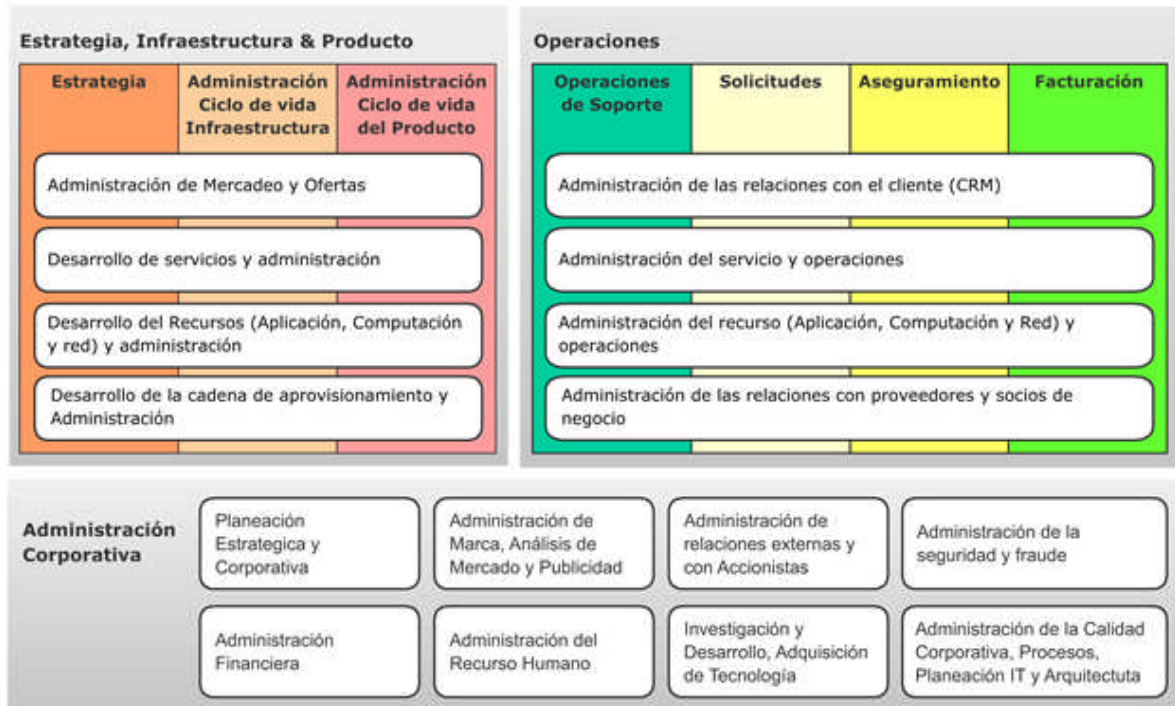 Estrategia, Infraestructura & Producto
Estrategia
Administración
Ciclo de vida
Infraestructura
Administración
Ciclo de vida
del Producto
Administración de Mercadeo y Ofertas
Desarrollo de servicios y administración
Desarrollo del Recursos (Aplicación, Computación
y red) y administración
Desarrollo de la cadena de aprovisionamiento y
Administración
Operaciones
Operaciones
de Soporte
Solicitudes
Aseguramiento
Facturación
Administración de las relaciones con el cliente (CRM)
Administración del servicio y operaciones
Administración del recurso (Aplicación, Computación y Red) y
operaciones
Administración de las relaciones con proveedores y socios de
negocio
Administración
Corporativa
Planeación
Estrategica y
Corporativa
Administración de
Marca, Análisis de
Mercado y Publicidad
Administración de
relaciones externas y
con Accionistas
Administración de la
seguridad y fraude
Administración
Financiera
Administración del
Recurso Humano
Investigación y
Desarrollo, Adquisición
de Tecnología
Administración de la Calidad
Corporativa, Procesos,
Planeación IT y Arquitectuta